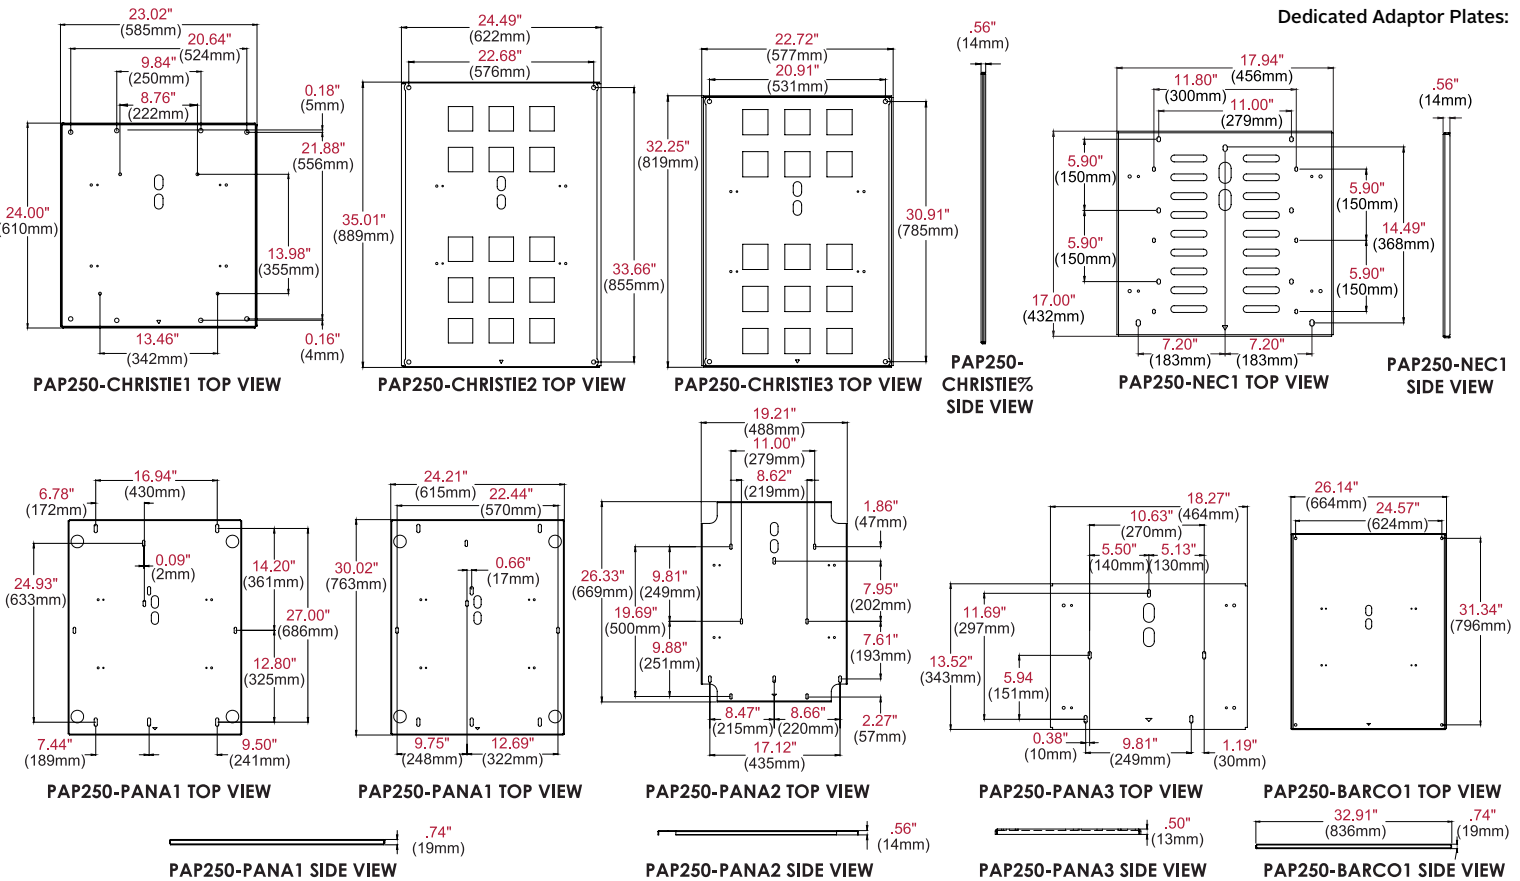 Dedicated Adaptor Plates:
23.02"
(585mm)
20.64"
(524mm)
9.84"
(250mm)
8.76"
(222mm)
0.18"
(5mm)
21.88"
(556mm)
24.00"
(610mm)
13.98"
(355mm)
13.46"
(342mm)
0.16"
(4mm)
PAP250-CHRISTIE1 TOP VIEW
24.49"
(622mm)
22.68"
(576mm)
35.01"
(889mm)
33.66"
(855mm)
PAP250-CHRISTIE2 TOP VIEW
22.72"
(577mm)
20.91"
(531mm)
32.25"
(819mm)
30.91"
(785mm)
PAP250-CHRISTIE3 TOP VIEW
.56"
(14mm)
PAP250-
CHRISTIE%
SIDE VIEW
17.94"
(456mm)
11.80"
(300mm)
11.00"
(279mm)
5.90"
(150mm)
5.90"
(150mm)
5.90"
(150mm)
14.49"
(368mm)
5.90"
(150mm)
17.00"
(432mm)
7.20"
(183mm)
7.20"
(183mm)
PAP250-NEC1 TOP VIEW
.56"
(14mm)
PAP250-NEC1
SIDE VIEW
16.94"
(430mm)
6.78"
(172mm)
0.09"
(2mm)
14.20"
(361mm)
24.93"
(633mm)
27.00"
(686mm)
12.80"
(325mm)
7.44"
(189mm)
9.50"
(241mm)
PAP250-PANA1 TOP VIEW
24.21"
(615mm)
22.44"
(570mm)
30.02"
(763mm)
0.66"
(17mm)
9.75"
(248mm)
12.69"
(322mm)
PAP250-PANA1 TOP VIEW
19.21"
(488mm)
11.00"
(279mm)
8.62"
(219mm)
1.86"
(47mm)
26.33"
(669mm)
9.81"
(249mm)
7.95"
(202mm)
19.69"
(500mm)
9.88"
(251mm)
7.61"
(193mm)
8.47"
(215mm)
8.66"
(220mm)
2.27"
(57mm)
17.12"
(435mm)
PAP250-PANA2 TOP VIEW
18.27"
(464mm)
10.63"
(270mm)
5.50"
(140mm)
5.13"
(130mm)
11.69"
(297mm)
13.52"
(343mm)
5.94
(151mm)
0.38"
(10mm)
9.81"
(249mm)
1.19"
(30mm)
PAP250-PANA3 TOP VIEW
26.14"
(664mm)
24.57"
(624mm)
31.34"
(796mm)
PAP250-BARCO1 TOP VIEW
.74"
(19mm)
PAP250-PANA1 SIDE VIEW
.56"
(14mm)
PAP250-PANA2 SIDE VIEW
.50"
(13mm)
PAP250-PANA3 SIDE VIEW
32.91"
(836mm)
.74"
(19mm)
PAP250-BARCO1 SIDE VIEW